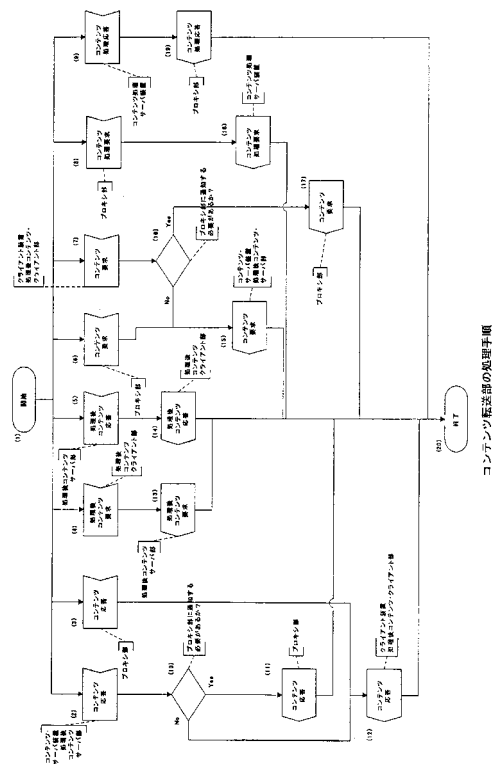 (1)
開始
コンテンツ・
サーバ装置
処理後
コンテンツ
サーバ部
(2)
コンテンツ
応答
(3)
コンテンツ
応答
プロキシ部
(4)
処理後
コンテンツ
要求
処理後
コンテンツ
クライアント部
(5)
処理後
コンテンツ
応答
処理後コンテンツ
サーバ部
(6)
コンテンツ
要求
プロキシ部
(7)
コンテンツ
要求
クライアント装置
処理後コンテンツ・
クライアント部
(8)
コンテンツ
処理要求
プロキシ部
(9)
コンテンツ
処理応答
コンテンツ処理
サーバ装置
(10)
プロキシ部に通知する
必要があるか？
Yes
No
(11)
コンテンツ
応答
プロキシ部
(12)
コンテンツ
応答
クライアント装置
処理後コンテンツ・クライアント部
(13)
処理後
コンテンツ
要求
処理後コンテンツ
サーバ部
(14)
処理後
コンテンツ
応答
処理後
コンテンツ
クライアント部
(15)
コンテンツ
要求
コンテンツ・
サーバ装置
処理後コンテンツ・
サーバ部
(16)
プロキシ部に通知する
必要があるか？
Yes
No
(17)
コンテンツ
要求
プロキシ部
(18)
コンテンツ
処理要求
コンテンツ処理
サーバ装置
(19)
コンテンツ
処理応答
プロキシ部
(20)
終了
コンテンツ転送部の処理手順